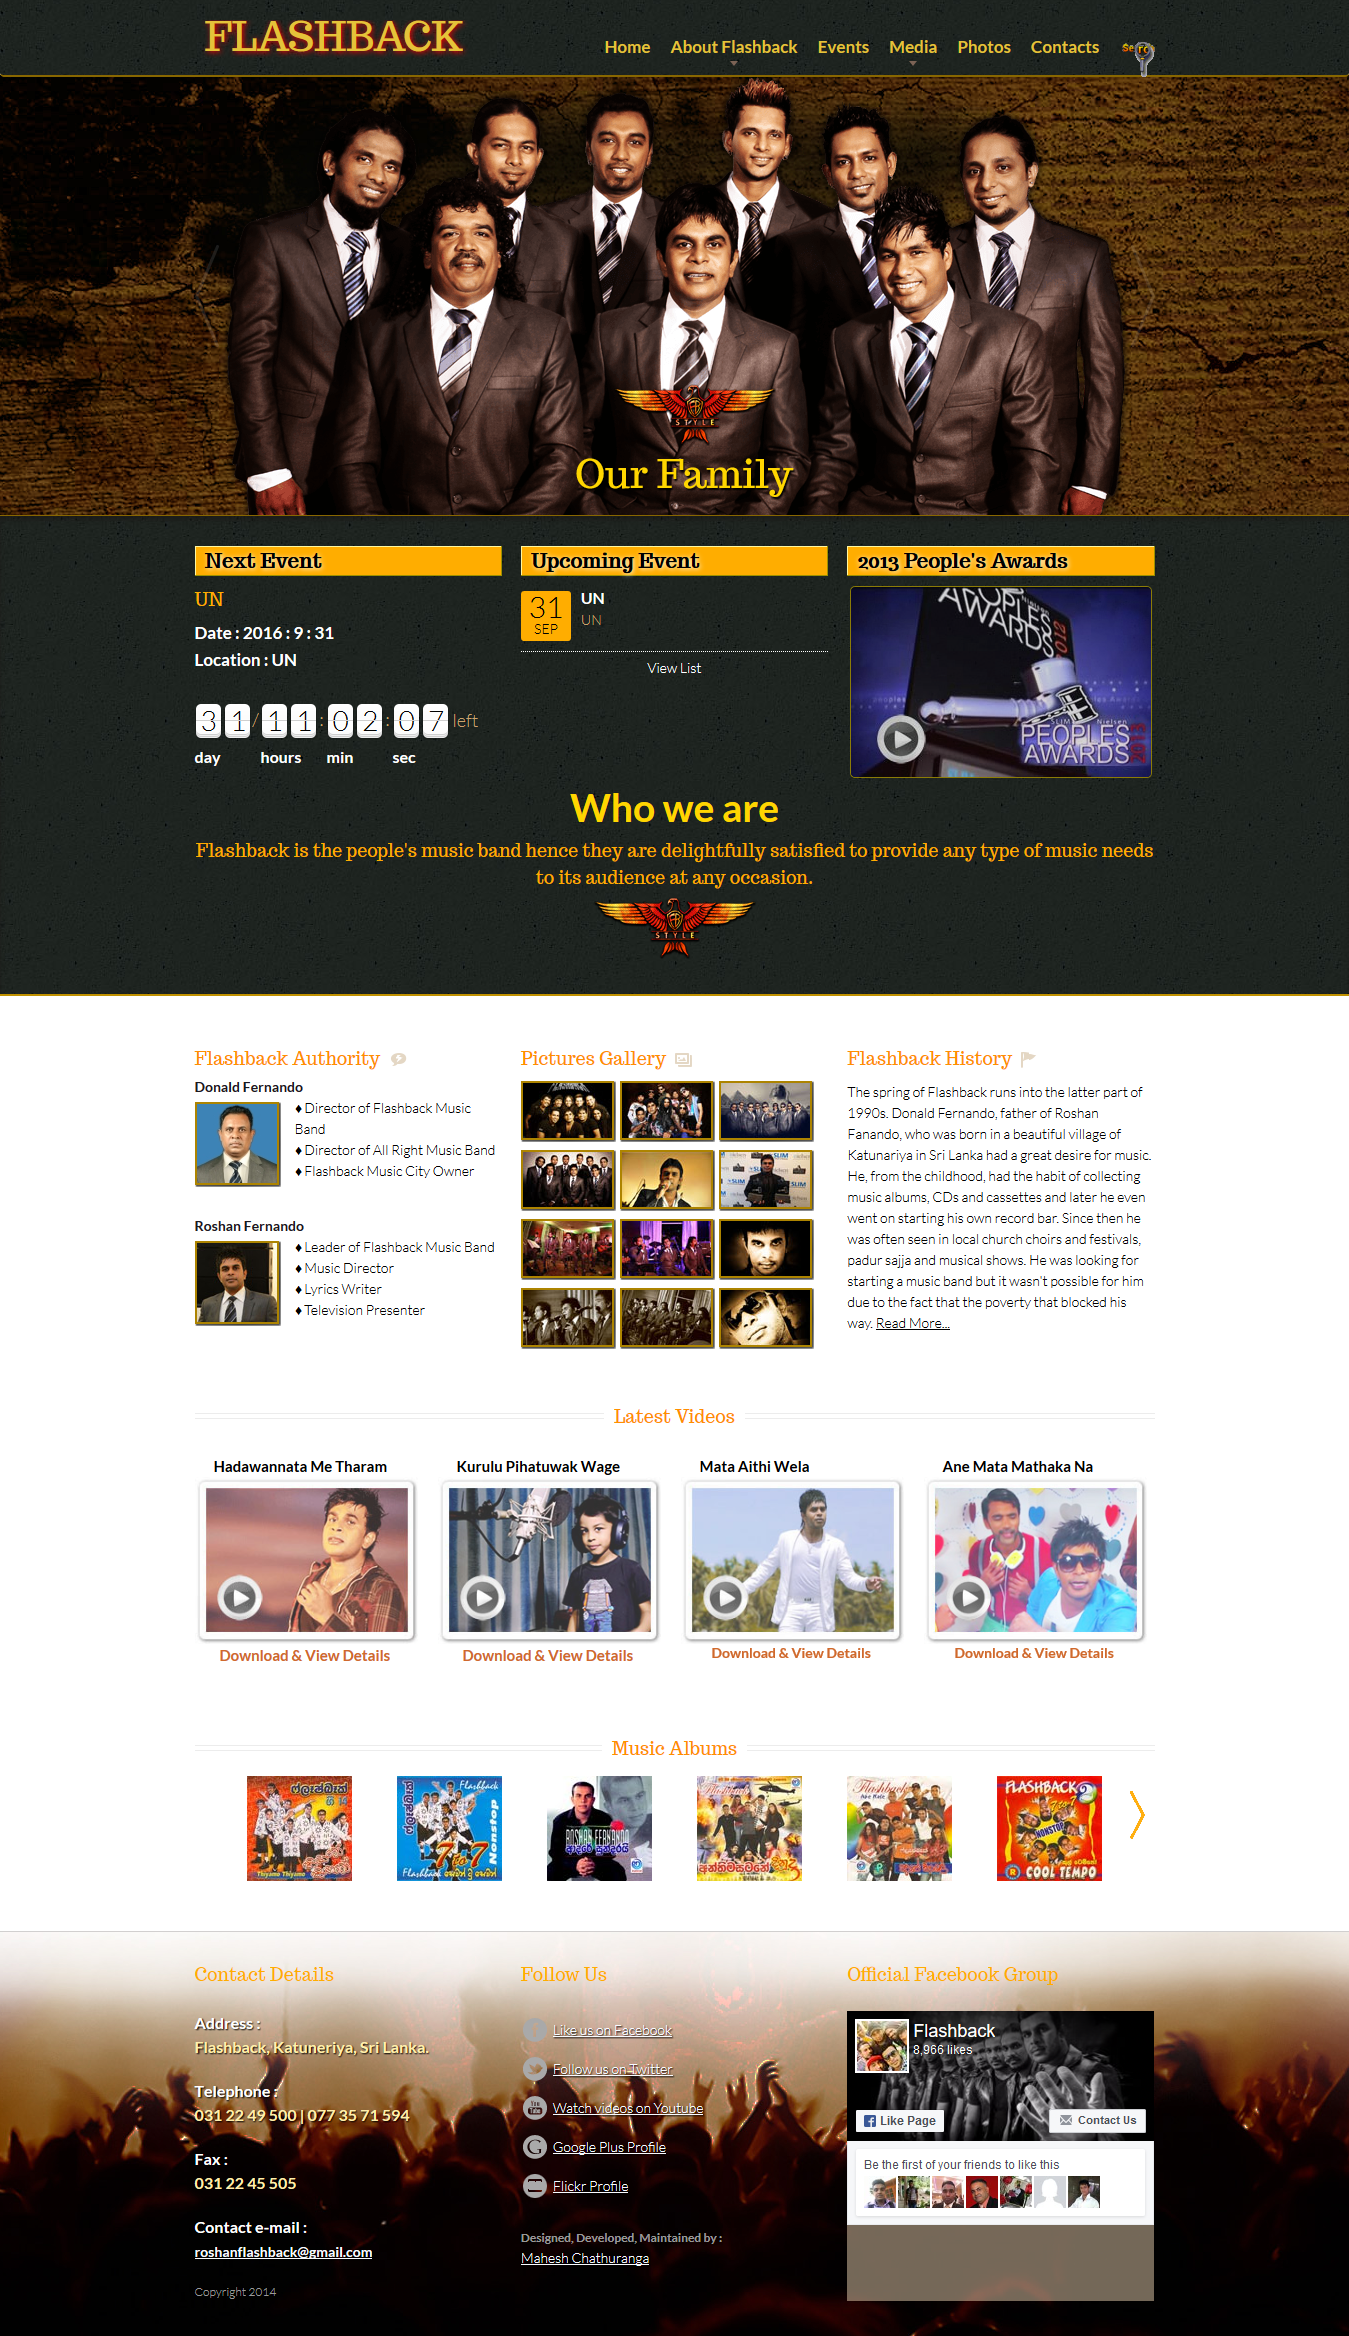 FLASHBACK
Home About Flashback Events Media Photos Contacts
STYLE
Our Family
Next Event
UN
Date : 2016 : 9 : 31
Location : UN
31/11:02:07 left
day hours min sec
Upcoming Event
31
SEP
UN
UN
View List
2013 People's Awards
PEOPLES
AWARDS
2012
SLIM Nielsen
PEOPLES
AWARDS
2013
Who we are
Flashback is the people's music band hence they are delightfully satisfied to provide any type of music needs
to its audience at any occasion.
STYLE
Flashback Authority
Donald Fernando
♦ Director of Flashback Music
Band
♦ Director of All Right Music Band
♦ Flashback Music City Owner
Roshan Fernando
♦ Leader of Flashback Music Band
♦ Music Director
♦ Lyrics Writer
♦ Television Presenter
Pictures Gallery
Flashback History
The spring of Flashback runs into the latter part of
1990s. Donald Fernando, father of Roshan
Fanando, who was born in a beautiful village of
Katunariya in Sri Lanka had a great desire for music.
He, from the childhood, had the habit of collecting
music albums, CDs and cassettes and later he even
went on starting his own record bar. Since then he
was often seen in local church choirs and festivals,
padur sajja and musical shows. He was looking for
starting a music band but it wasn't possible for him
due to the fact that the poverty that blocked his
way. Read More...
Latest Videos
Hadawannata Me Tharam
Download & View Details
Kurulu Pihatuwak Wage
Download & View Details
Mata Aithi Wela
Download & View Details
Ane Mata Mathaka Na
Download & View Details
Music Albums
Thiyamo Thiyamo
Flashback
Nonstop
Flashback
ROSHAN FERNANDO
Flashback
Flashback
FLASHBACK 2
NONSTOP
COOL TEMPO
Contact Details
Address :
Flashback, Katuneriya, Sri Lanka.
Telephone :
031 22 49 500 | 077 35 71 594
Fax :
031 22 45 505
Contact e-mail :
roshanflashback@gmail.com
Copyright 2014
Follow Us
Like us on Facebook
Follow us on Twitter
Watch videos on Youtube
Google Plus Profile
Flickr Profile
Designed, Developed, Maintained by :
Mahesh Chathuranga
Official Facebook Group
Flashback
8,966 likes
Like Page
Contact Us
Be the first of your friends to like this